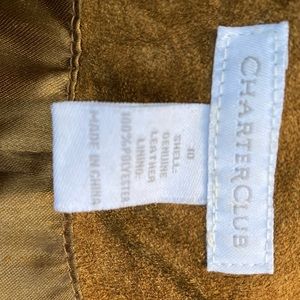 CHARTER CLUB
10
SHELL:
GENUINE
LEATHER
LINING:
100% POLYESTER
MADE IN CHINA